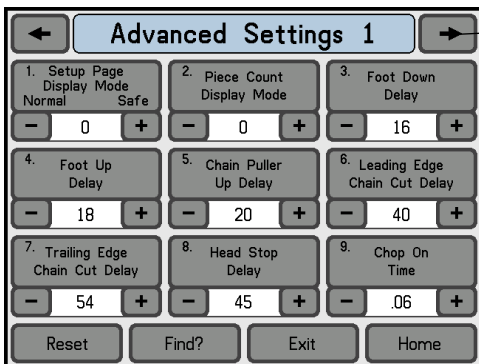 Advanced Settings 1
1. Setup Page
Display Mode
Normal Safe
- 0 +
2. Piece Count
Display Mode
- 0 +
3. Foot Down
Delay
- 16 +
4. Foot Up
Delay
- 18 +
5. Chain Puller
Up Delay
- 20 +
6. Leading Edge
Chain Cut Delay
- 40 +
7. Trailing Edge
Chain Cut Delay
- 54 +
8. Head Stop
Delay
- 45 +
9. Chop On
Time
- .06 +
Reset Find? Exit Home